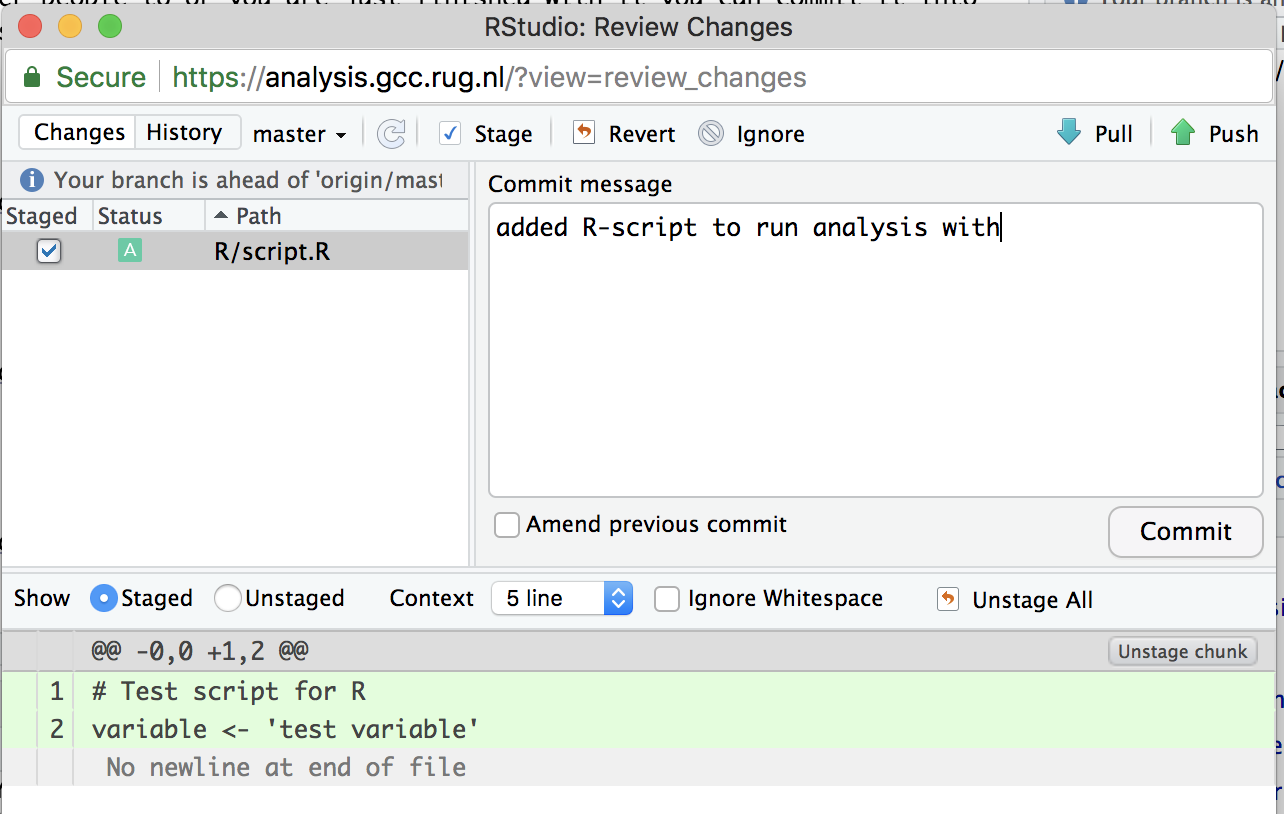 RStudio: Review Changes
Secure https://analysis.gcc.rug.nl/?view=review_changes
Changes History master Stage Revert Ignore Pull Push
Your branch is ahead of 'origin/mast
Staged Status Path
A R/script.R
Commit message
added R-script to run analysis with
Amend previous commit
Commit
Show Staged Unstaged Context 5 line Ignore Whitespace Unstage All
@@ -0,0 +1,2 @@ Unstage chunk
1 # Test script for R
2 variable <- 'test variable'
No newline at end of file